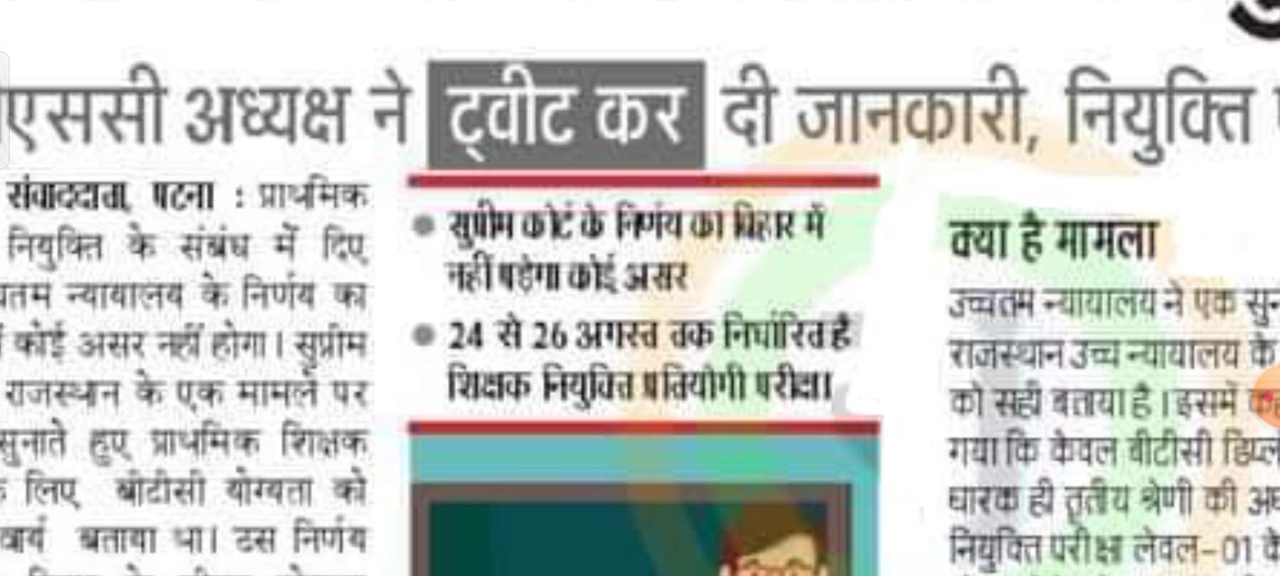 एससी अध्यक्ष ने ट्वीट कर दी जानकारी, नियुक्ति
संवाददाता, पटना : प्राथमिक
नियुक्ति के संबंध में दिए
न्यायालय के निर्णय का
कोई असर नहीं होगा। सुप्रीम
राजस्थान के एक मामले पर
सुनाते हुए प्राथमिक शिक्षक
लिए बीटीसी योग्यता को
बताया था। उस निर्णय
● सुप्रीम कोर्ट के निर्णय का बिहार में
नहीं पड़ेगा कोई असर
● 24 से 26 अगस्त तक निर्धारित है
शिक्षक नियुक्ति प्रतियोगी परीक्षा
क्या है मामला
उच्चतम न्यायालय ने एक
राजस्थान उच्च न्यायालय के
को सही बताया है। इसमें
गया कि केवल बीटीसी
धारक ही तृतीय श्रेणी की
नियुक्ति परीक्षा लेवल-01 के